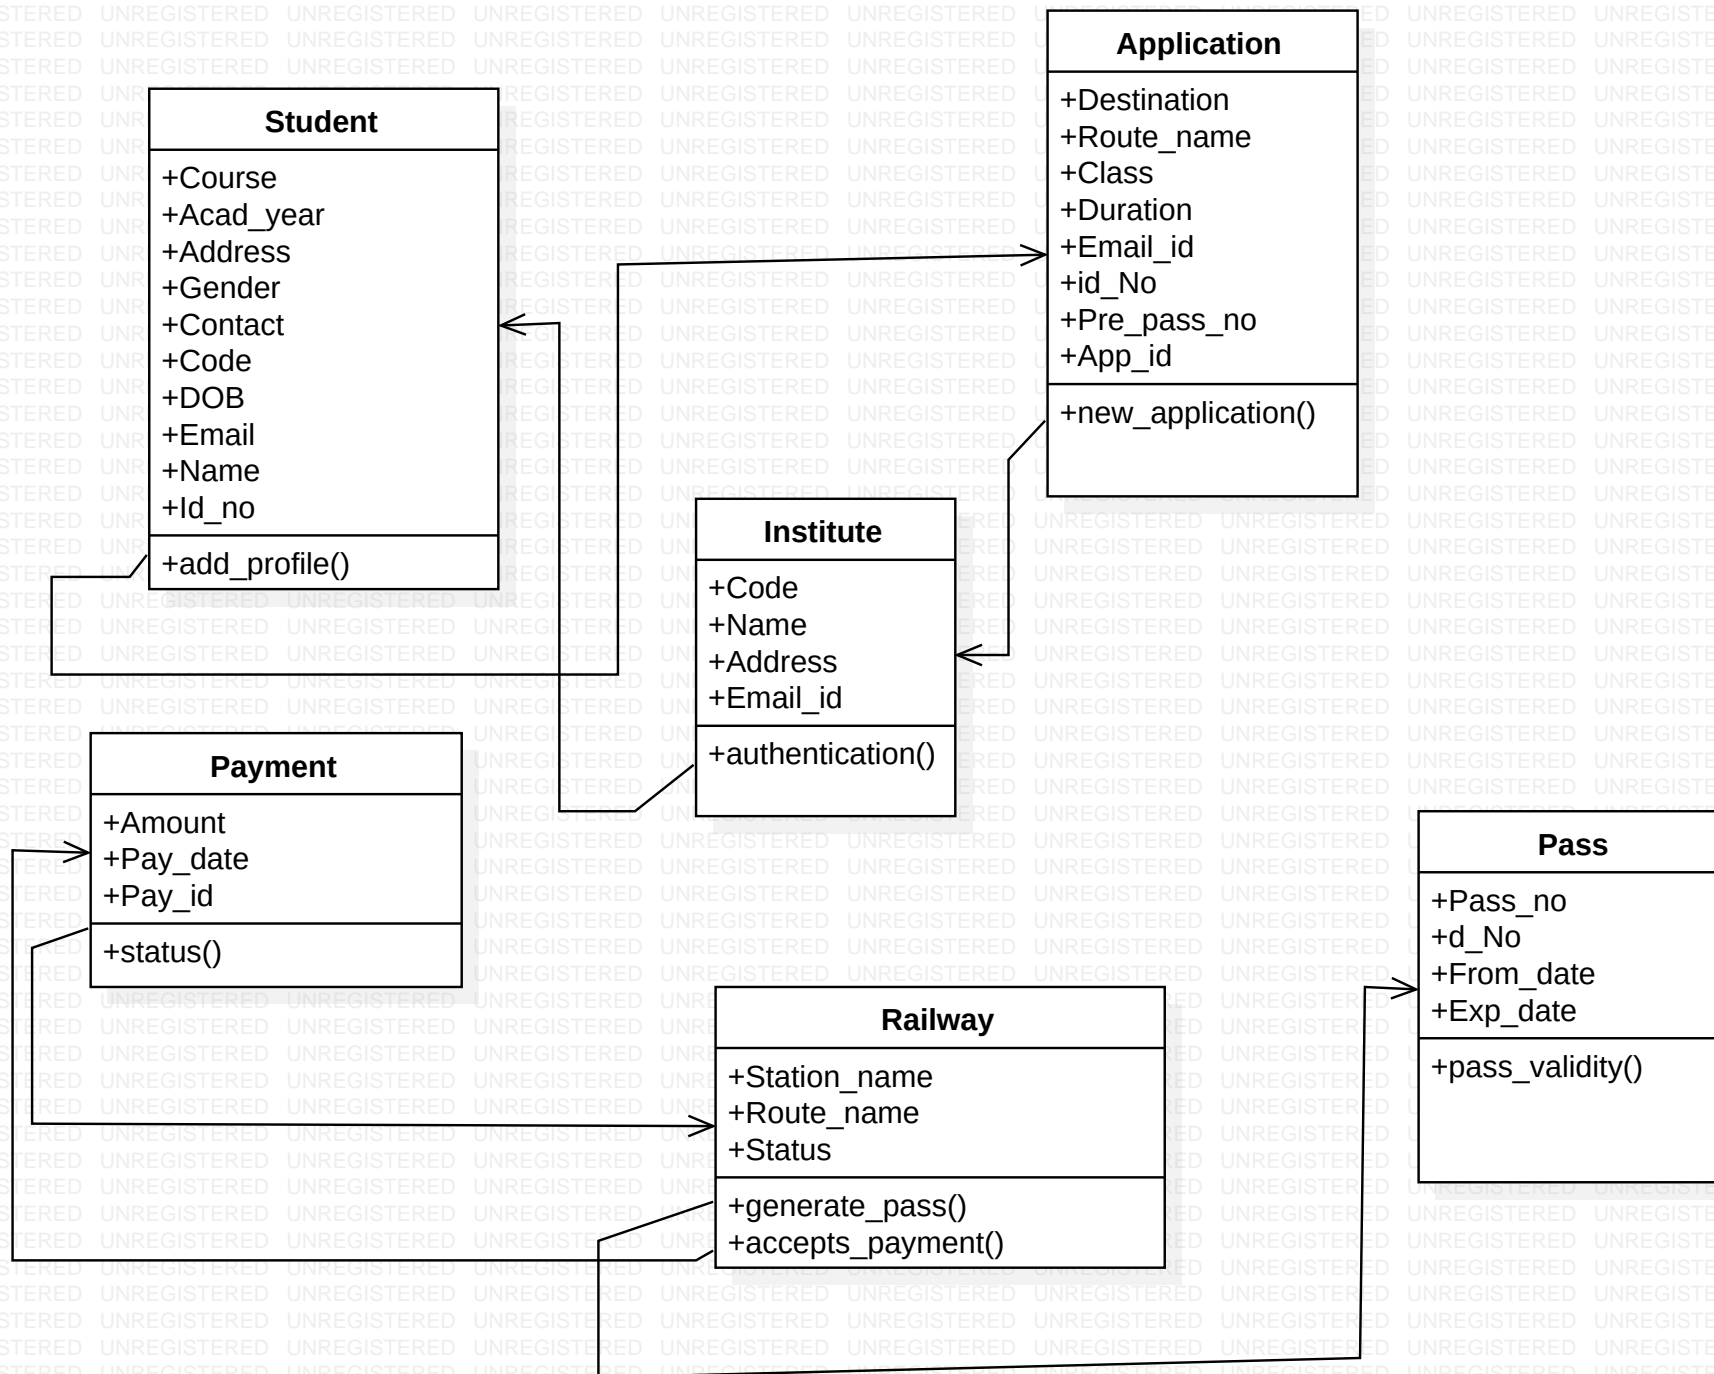 Application
+Destination
+Route_name
+Class
+Duration
+Email_id
+id_No
+Pre_pass_no
+App_id
+new_application()
Student
+Course
+Acad_year
+Address
+Gender
+Contact
+Code
+DOB
+Email
+Name
+Id_no
+add_profile()
Institute
+Code
+Name
+Address
+Email_id
+authentication()
Payment
+Amount
+Pay_date
+Pay_id
+status()
Pass
+Pass_no
+d_No
+From_date
+Exp_date
+pass_validity()
Railway
+Station_name
+Route_name
+Status
+generate_pass()
+accepts_payment()
UNREGISTERED